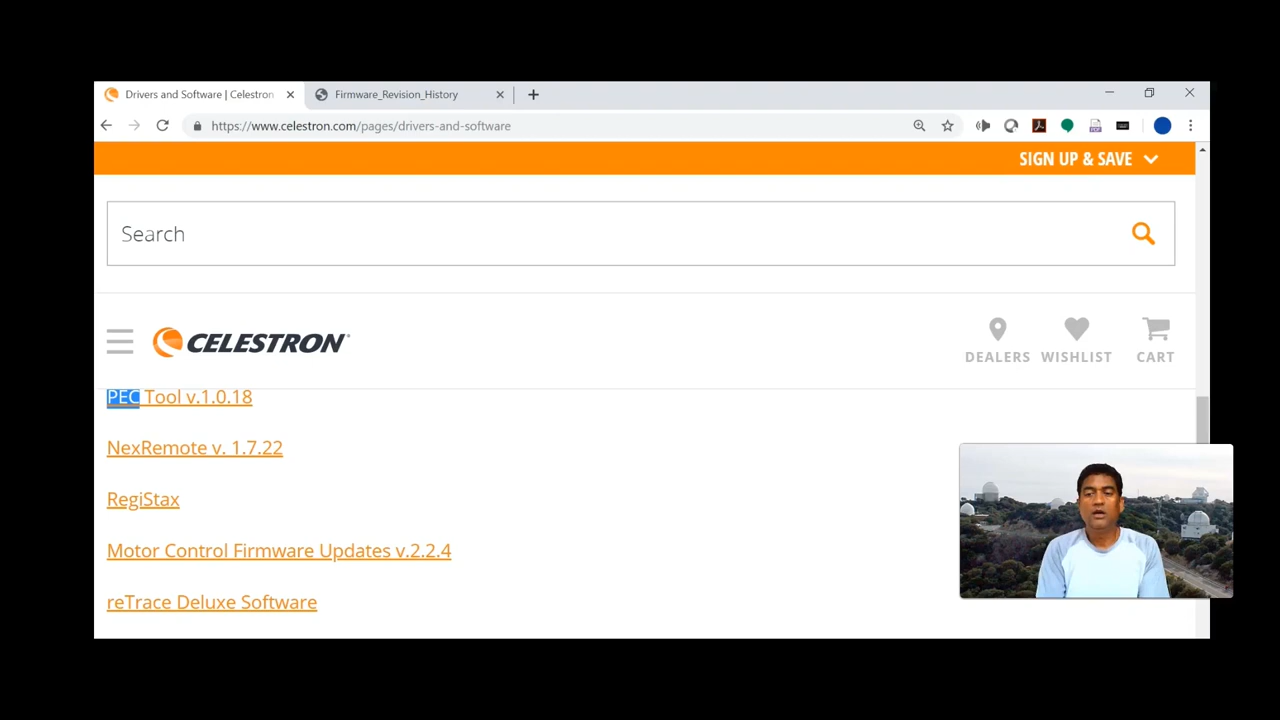 Drivers and Software | Celestron
Firmware_Revision_History
https://www.celestron.com/pages/drivers-and-software
SIGN UP & SAVE
Search
CELESTRON
DEALERS WISHLIST CART
PEC Tool v.1.0.18
NexRemote v. 1.7.22
RegiStax
Motor Control Firmware Updates v.2.2.4
reTrace Deluxe Software